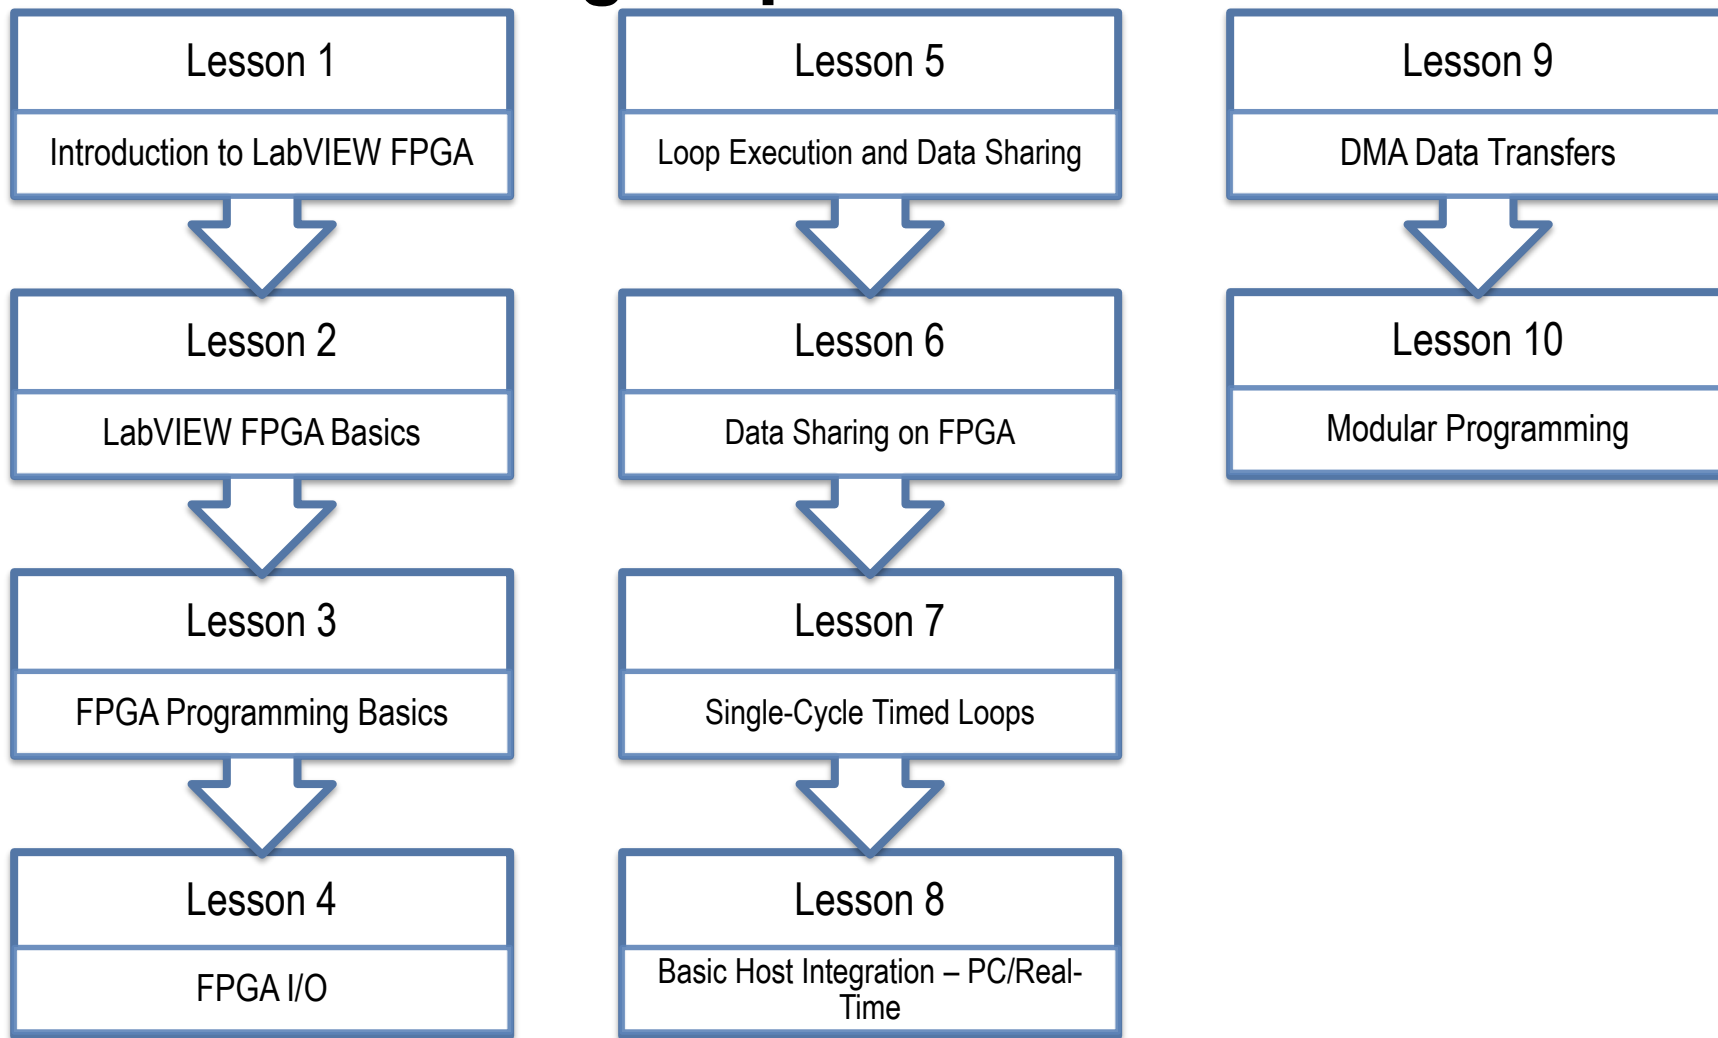 Lesson 1
Introduction to LabVIEW FPGA
Lesson 2
LabVIEW FPGA Basics
Lesson 3
FPGA Programming Basics
Lesson 4
FPGA I/O
Lesson 5
Loop Execution and Data Sharing
Lesson 6
Data Sharing on FPGA
Lesson 7
Single-Cycle Timed Loops
Lesson 8
Basic Host Integration – PC/Real-
Time
Lesson 9
DMA Data Transfers
Lesson 10
Modular Programming